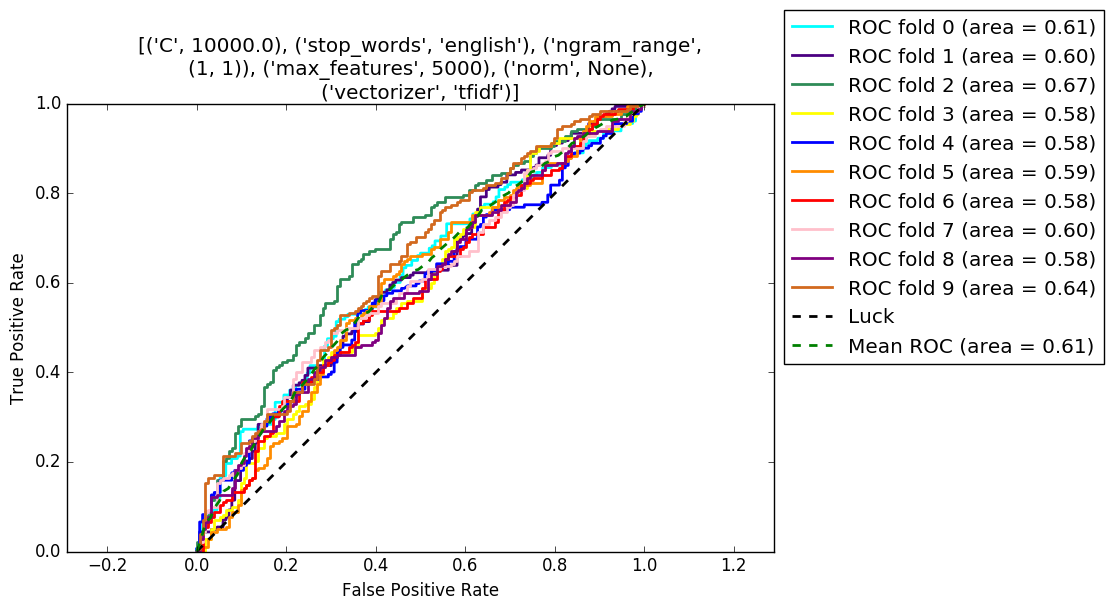 [('C', 10000.0), ('stop_words', 'english'), ('ngram_range',
(1, 1)), ('max_features', 5000), ('norm', None),
('vectorizer', 'tfidf')]
1.0
0.8
0.6
0.4
0.2
0.0
True Positive Rate
−0.2
0.0
0.2
0.4
0.6
0.8
1.0
1.2
False Positive Rate
ROC fold 0 (area = 0.61)
ROC fold 1 (area = 0.60)
ROC fold 2 (area = 0.67)
ROC fold 3 (area = 0.58)
ROC fold 4 (area = 0.58)
ROC fold 5 (area = 0.59)
ROC fold 6 (area = 0.58)
ROC fold 7 (area = 0.60)
ROC fold 8 (area = 0.58)
ROC fold 9 (area = 0.64)
Luck
Mean ROC (area = 0.61)